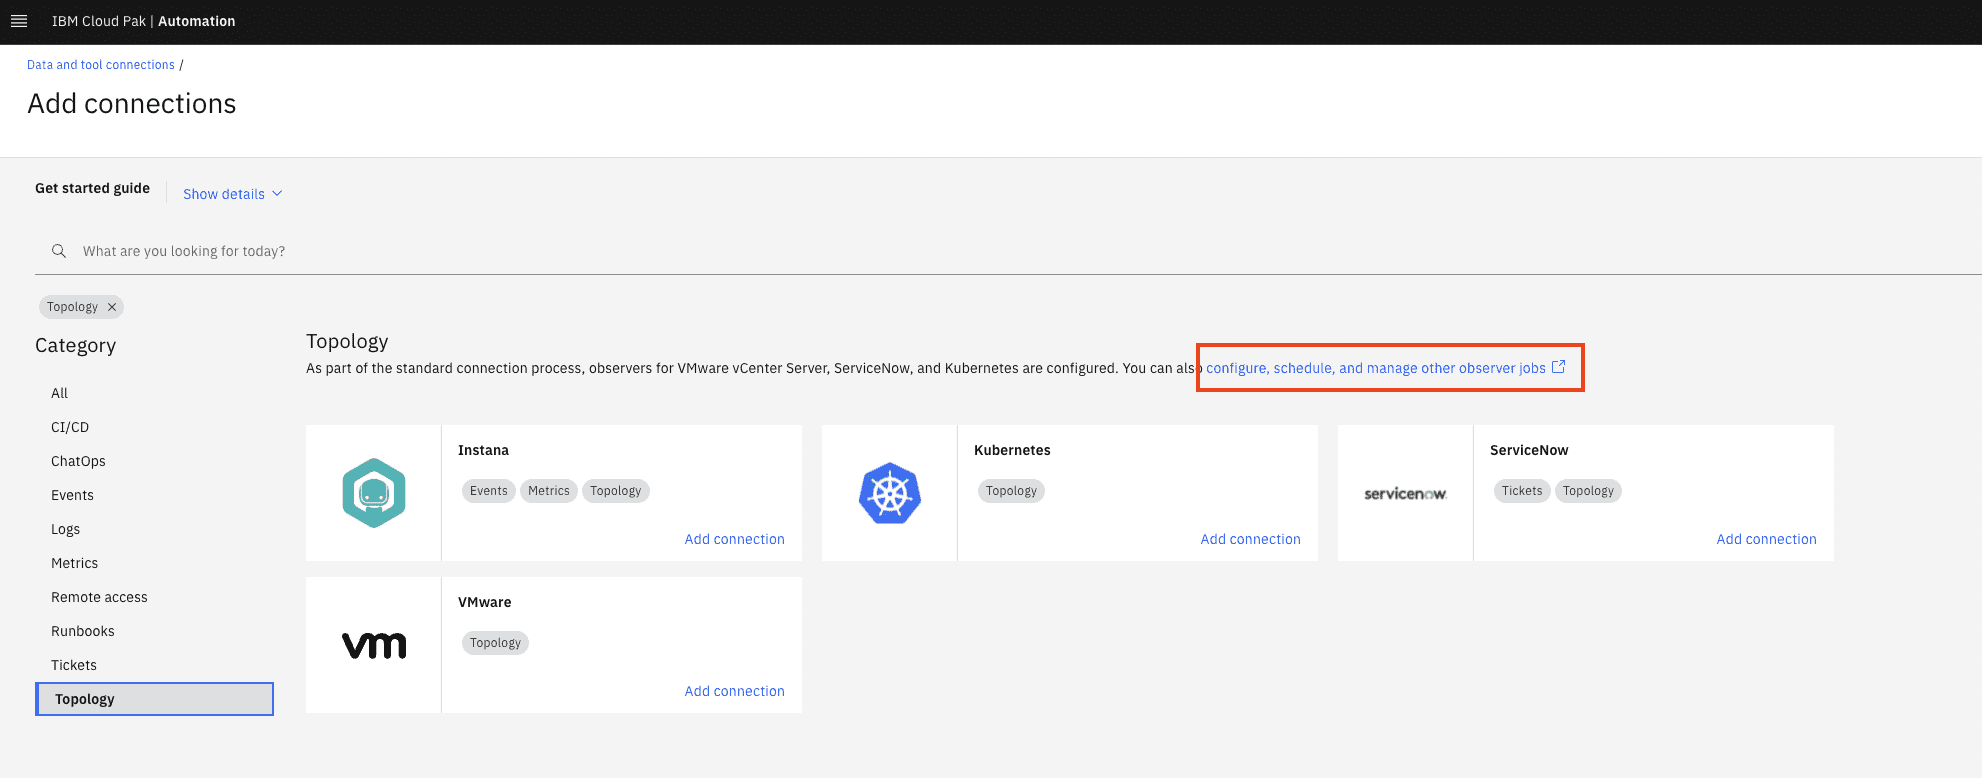 IBM Cloud Pak | Automation
Data and tool connections /
Add connections
Get started guide
Show details
What are you looking for today?
Topology
Category
All
CI/CD
ChatOps
Events
Logs
Metrics
Remote access
Runbooks
Tickets
Topology
Topology
As part of the standard connection process, observers for VMware vCenter Server, ServiceNow, and Kubernetes are configured. You can also configure, schedule, and manage other observer jobs
Instana
Events Metrics Topology
Add connection
Kubernetes
Topology
Add connection
servicenow
ServiceNow
Tickets Topology
Add connection
vm
VMware
Topology
Add connection